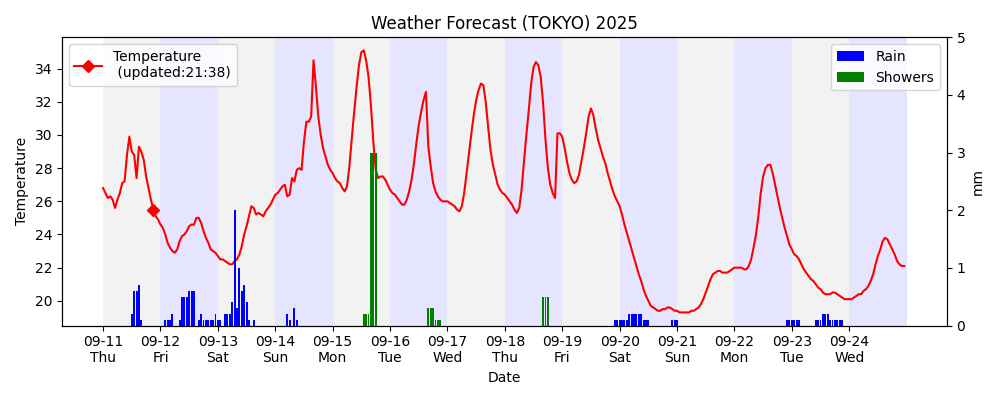 Weather Forecast (TOKYO) 2025
Temperature
(updated:21:38)
Rain
Showers
Temperature
34
32
30
28
26
24
22
20
5
4
3
2
1
0
mm
09-11 09-12 09-13 09-14 09-15 09-16 09-17 09-18 09-19 09-20 09-21 09-22 09-23 09-24
Thu Fri Sat Sun Mon Tue Wed Thu Fri Sat Sun Mon Tue Wed
Date